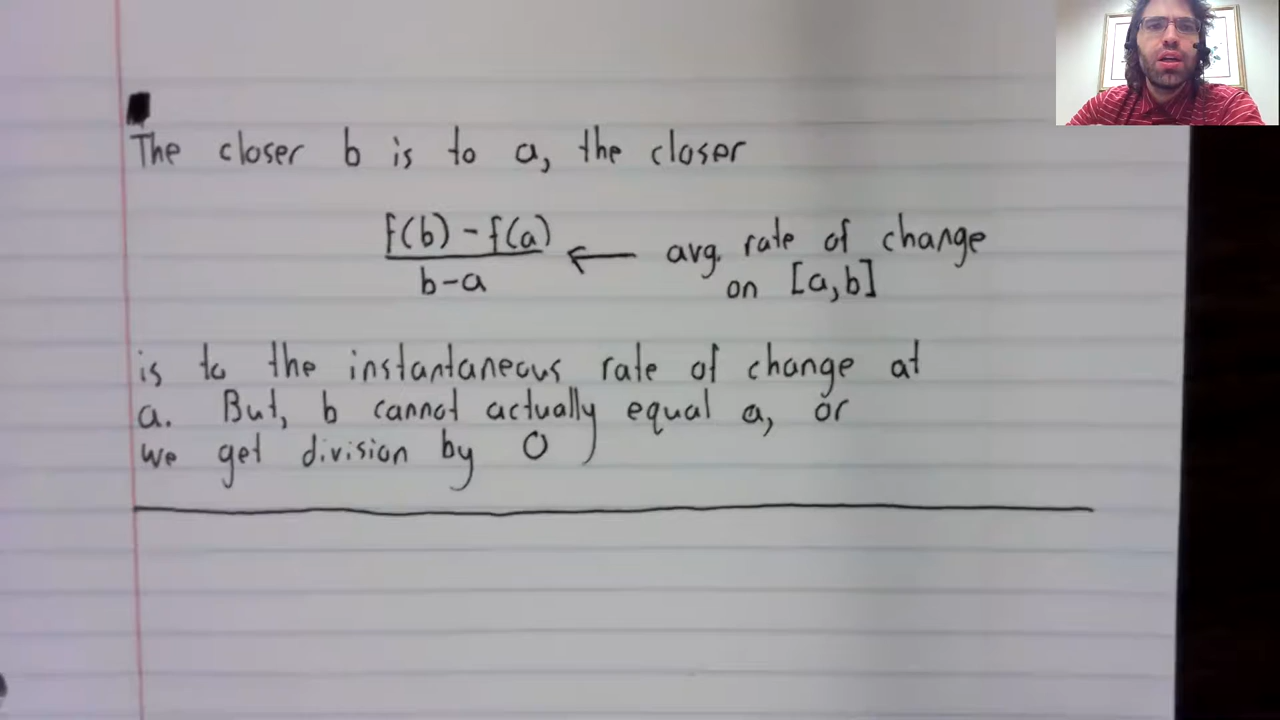 The closer b is to a, the closer
f(b) - f(a)
b-a
← avg. rate of change
on [a,b]
is to the instantaneous rate of change at
a. But, b cannot actually equal a, or
we get division by 0